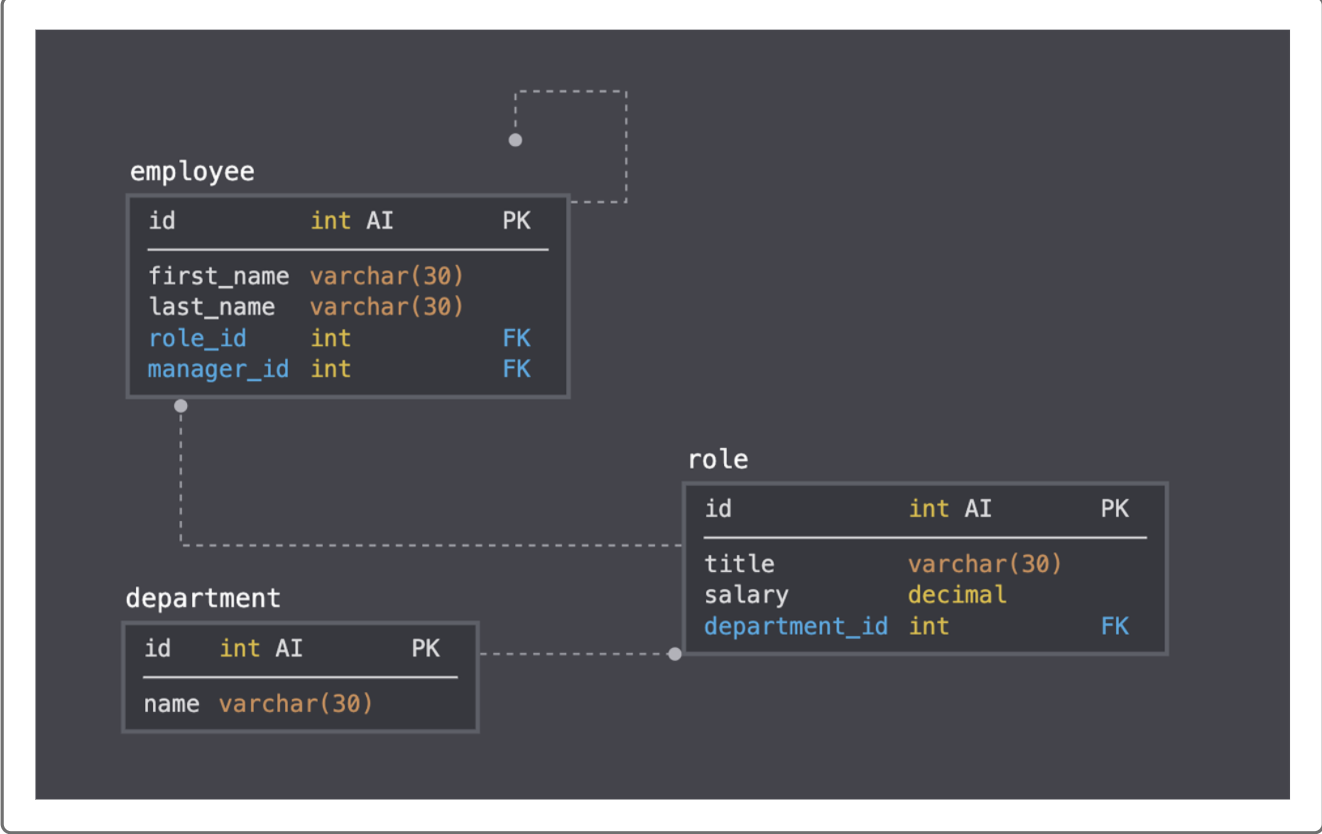 employee
id int AI PK
first_name varchar(30)
last_name varchar(30)
role_id int FK
manager_id int FK
role
id int AI PK
title varchar(30)
salary decimal
department_id int FK
department
id int AI PK
name varchar(30)